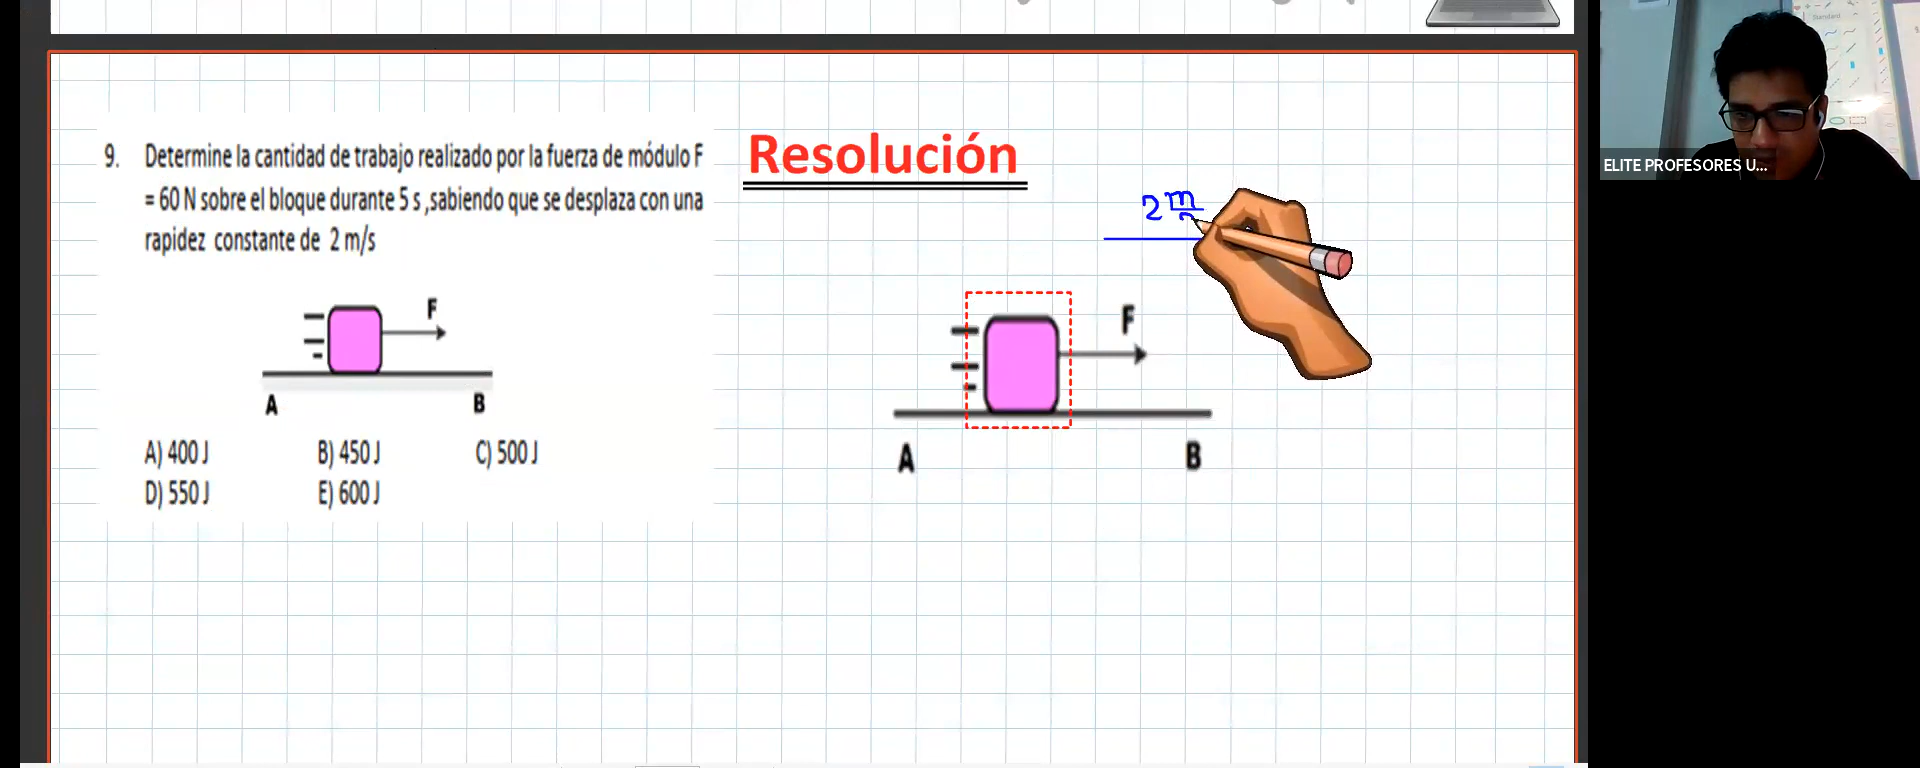 ELITE PROFESORES U...
9. Determine la cantidad de trabajo realizado por la fuerza de módulo F
= 60 N sobre el bloque durante 5 s ,sabiendo que se desplaza con una
rapidez constante de 2 m/s
F
A B
A) 400 J B) 450 J C) 500 J
D) 550 J E) 600 J
Resolución
2 m
F
A B